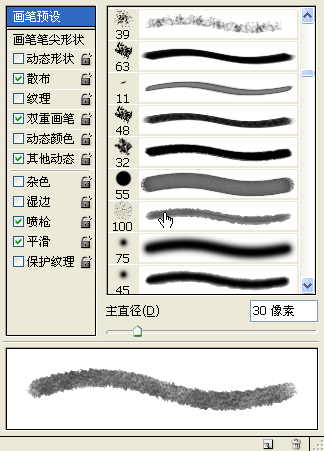 画笔预设
画笔笔尖形状
动态形状
散布
纹理
双重画笔
动态颜色
其他动态
杂色
湿边
喷枪
平滑
保护纹理
39
63
11
48
32
55
100
75
45
主直径(D)
30 像素